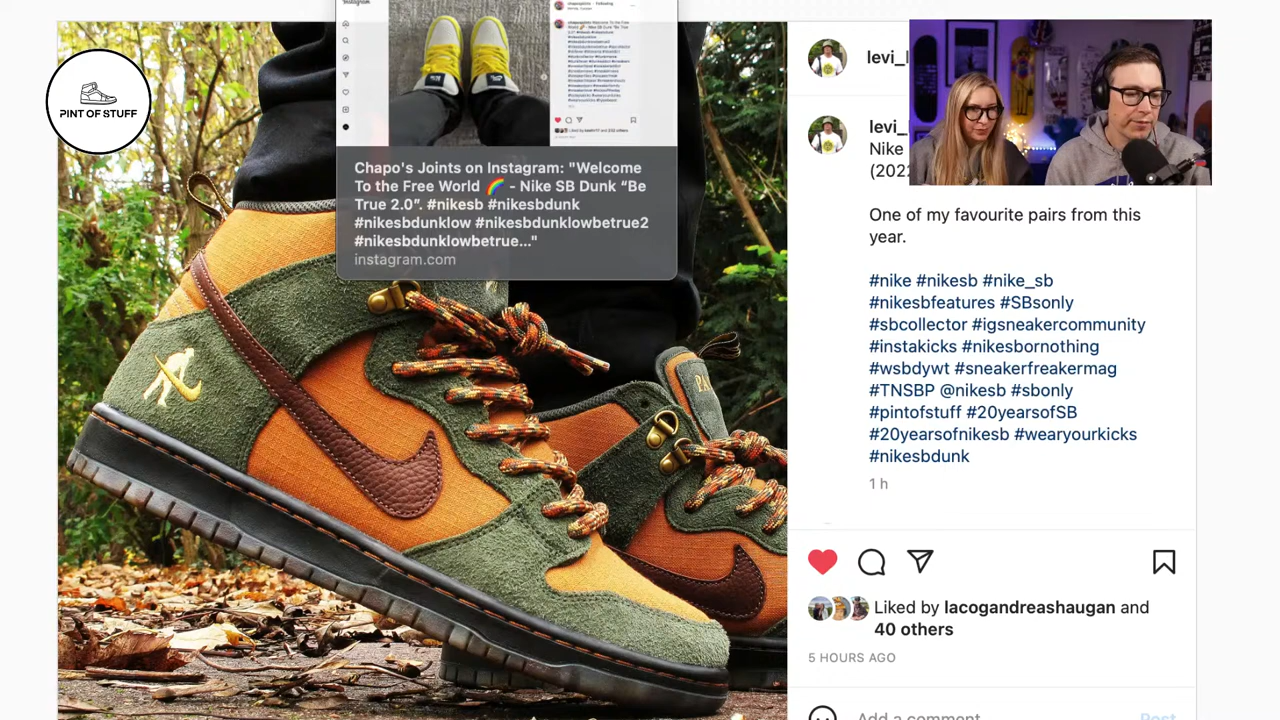 PINT OF STUFF
Chapo's Joints on Instagram: "Welcome
To the Free World 🌈 - Nike SB Dunk “Be
True 2.0”. #nikesb #nikesbdunk
#nikesbdunklow #nikesbdunklowbetrue2
#nikesbdunklowbetrue..."
instagram.com
levi_
levi_
Nike
(202
One of my favourite pairs from this
year.
#nike #nikesb #nike_sb
#nikesbfeatures #SBsonly
#sbcollector #igsneakercommunity
#instakicks #nikesbornothing
#wsbdywt #sneakerfreakermag
#TNSBP @nikesb #sbonly
#pintofstuff #20yearsofSB
#20yearsofnikesb #wearyourkicks
#nikesbdunk
1 h
Liked by lacogandreashaugan and
40 others
5 HOURS AGO
Add a comment...
Post